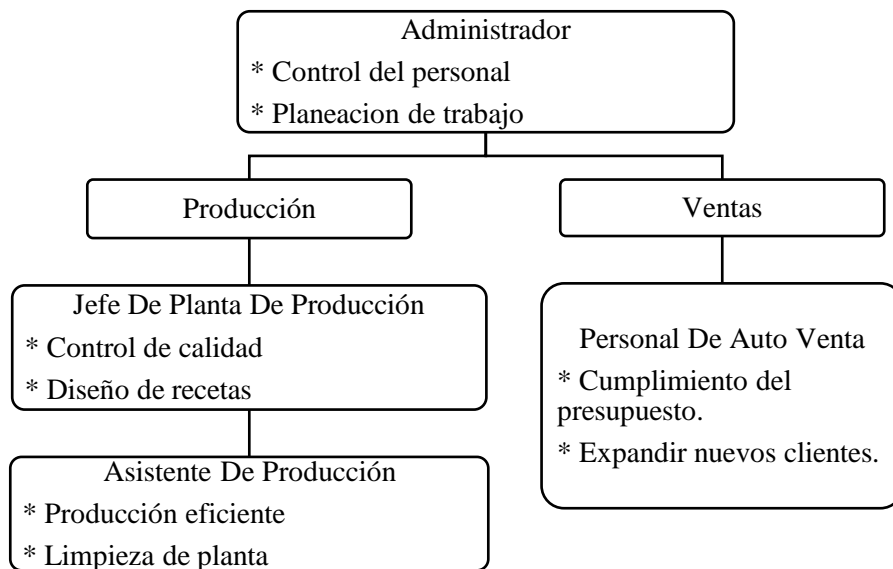 Administrador
* Control del personal
* Planeacion de trabajo
Producción
Ventas
Jefe De Planta De Producción
* Control de calidad
* Diseño de recetas
Personal De Auto Venta
* Cumplimiento del
presupuesto.
* Expandir nuevos clientes.
Asistente De Producción
* Producción eficiente
* Limpieza de planta